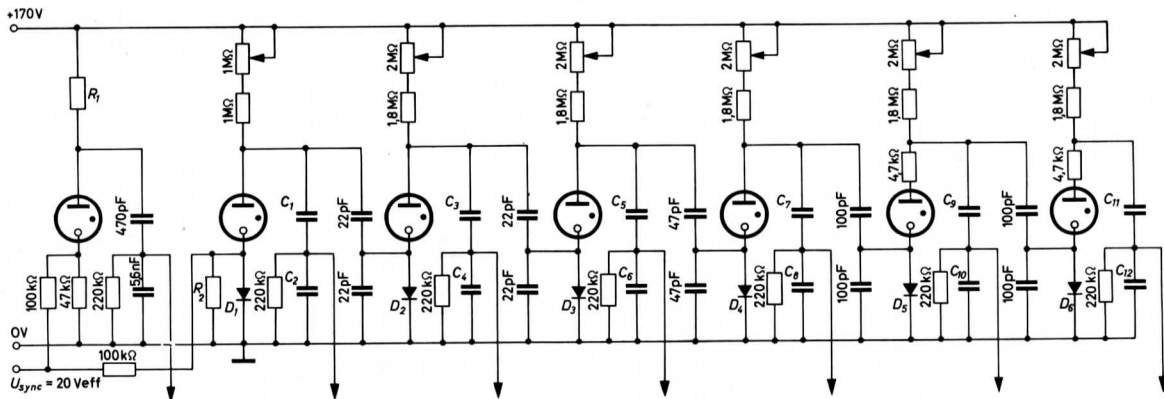 +170V
R1
470pF
100kΩ
47kΩ
220kΩ
56nF
0V
100kΩ
Usync = 20 Veff
1MΩ
1MΩ
C1
22pF
R2
D1
220kΩ
C2
22pF
2MΩ
1,8MΩ
C3
22pF
D2
220kΩ
C4
22pF
2MΩ
1,8MΩ
C5
47pF
D3
220kΩ
C6
47pF
2MΩ
1,8MΩ
C7
100pF
D4
220kΩ
C8
100pF
2MΩ
1,8MΩ
4,7kΩ
C9
100pF
D5
220kΩ
C10
100pF
2MΩ
1,8MΩ
4,7kΩ
C11
D6
220kΩ
C12